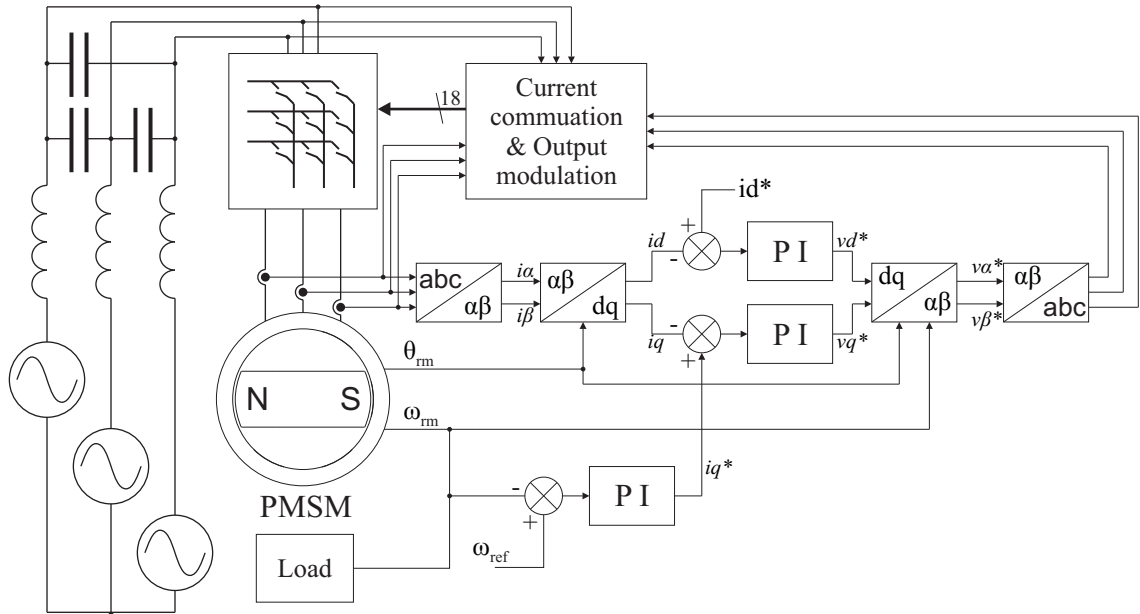 18
Current
commuation
& Output
modulation
id*
+
-
id
P I
vd*
abc
αβ
iα
iβ
αβ
dq
iq
-
+
P I
vq*
dq
αβ
vα*
vβ*
αβ
abc
θrm
N S
ωrm
PMSM
-
+
P I
iq*
ωref
Load